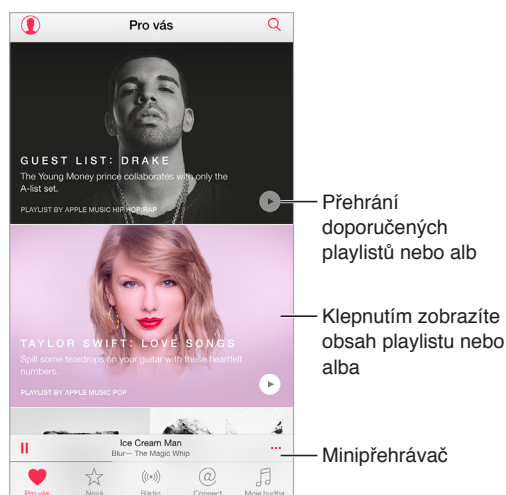 Pro vás
GUEST LIST: DRAKE
The Young Money prince collaborates with only the
A-list set.
PLAYLIST BY APPLE MUSIC HIP HOP/RAP
Přehrání
doporučených
playlistů nebo alb
TAYLOR SWIFT: LOVE SONGS
Spill some teardrops on your guitar with these heartfelt
numbers.
PLAYLIST BY APPLE MUSIC POP
Klepnutím zobrazíte
obsah playlistu nebo
alba
Ice Cream Man
Blur— The Magic Whip
Minipřehrávač
Pro vás Nová Rádio Connect Moje hudba